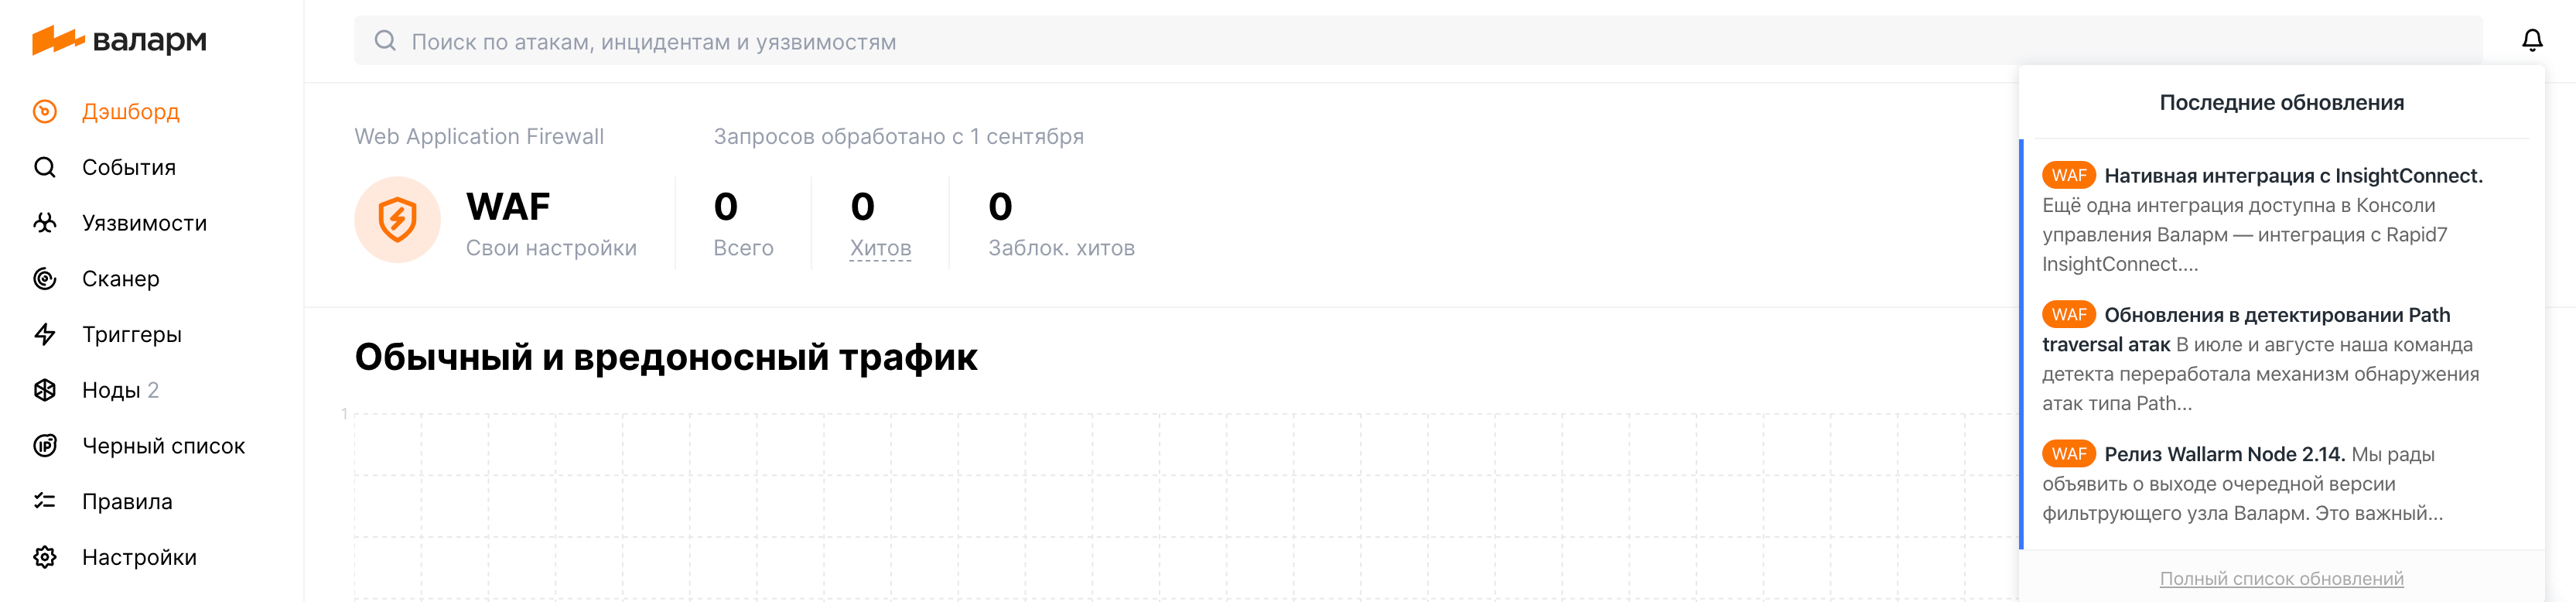 валарм
Дэшборд
События
Уязвимости
Сканер
Триггеры
Ноды 2
Черный список
Правила
Настройки
Поиск по атакам, инцидентам и уязвимостям
Web Application Firewall
WAF
Свои настройки
Запросов обработано с 1 сентября
0
Всего
0
Хитов
0
Заблок. хитов
Обычный и вредоносный трафик
1
Последние обновления
WAF Нативная интеграция с InsightConnect.
Ещё одна интеграция доступна в Консоли
управления Валарм — интеграция с Rapid7
InsightConnect....
WAF Обновления в детектировании Path
traversal атак В июле и августе наша команда
детекта переработала механизм обнаружения
атак типа Path...
WAF Релиз Wallarm Node 2.14. Мы рады
объявить о выходе очередной версии
фильтрующего узла Валарм. Это важный...
Полный список обновлений